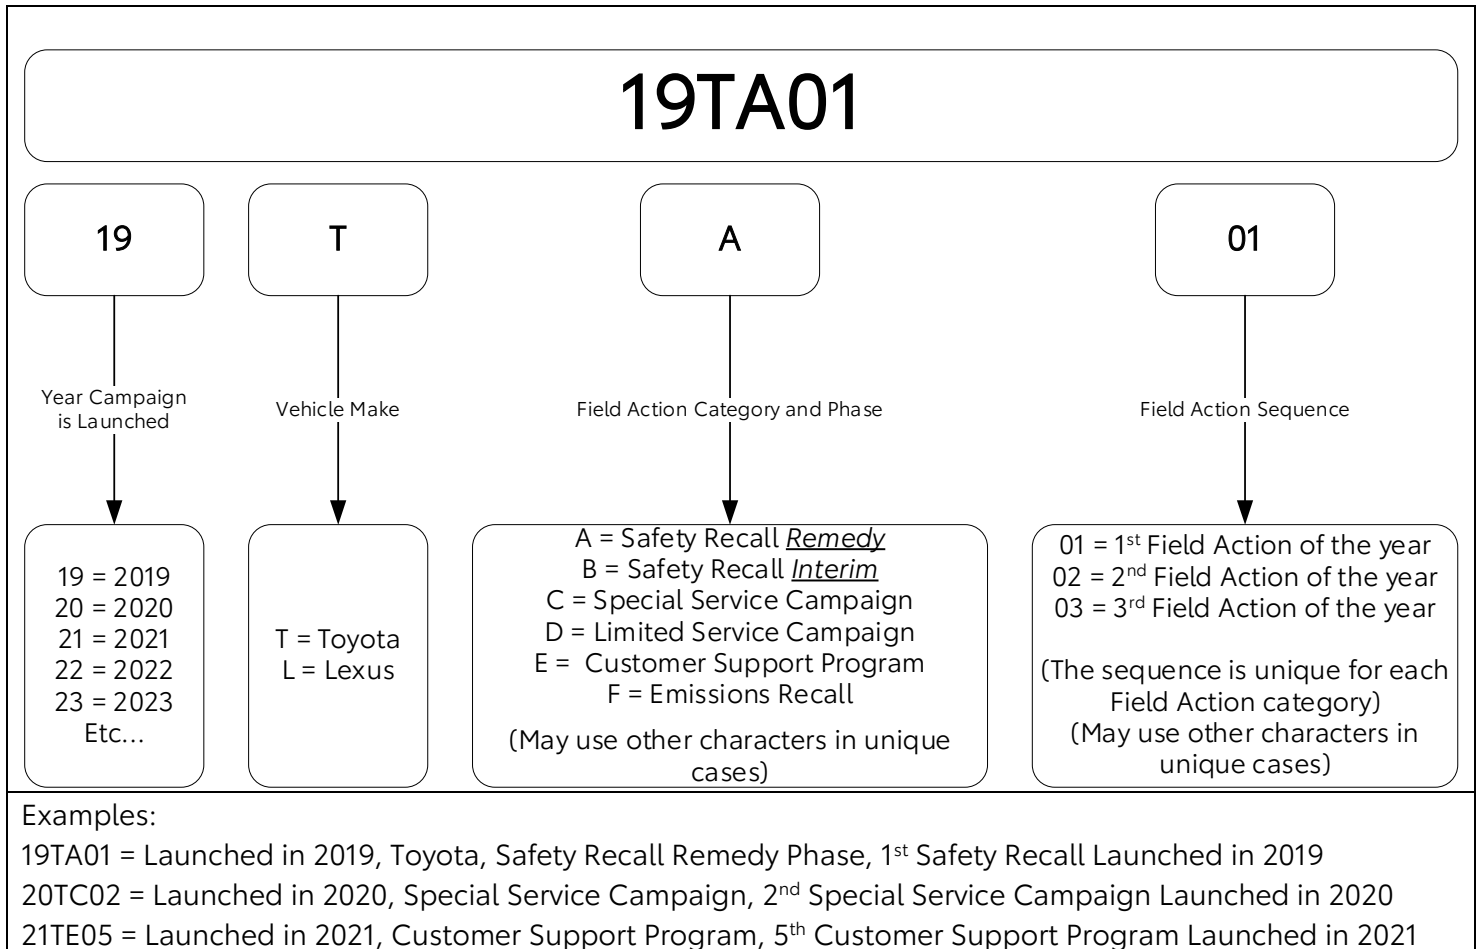 19TA01
19
T
A
01
Year Campaign
is Launched
Vehicle Make
Field Action Category and Phase
Field Action Sequence
19 = 2019
20 = 2020
21 = 2021
22 = 2022
23 = 2023
Etc...
T = Toyota
L = Lexus
A = Safety Recall Remedy
B = Safety Recall Interim
C = Special Service Campaign
D = Limited Service Campaign
E =  Customer Support Program
F = Emissions Recall
(May use other characters in unique
cases)
01 = 1st Field Action of the year
02 = 2nd Field Action of the year
03 = 3rd Field Action of the year
(The sequence is unique for each
Field Action category)
(May use other characters in
unique cases)
Examples:
19TA01 = Launched in 2019, Toyota, Safety Recall Remedy Phase, 1st Safety Recall Launched in 2019
20TC02 = Launched in 2020, Special Service Campaign, 2nd Special Service Campaign Launched in 2020
21TE05 = Launched in 2021, Customer Support Program, 5th Customer Support Program Launched in 2021